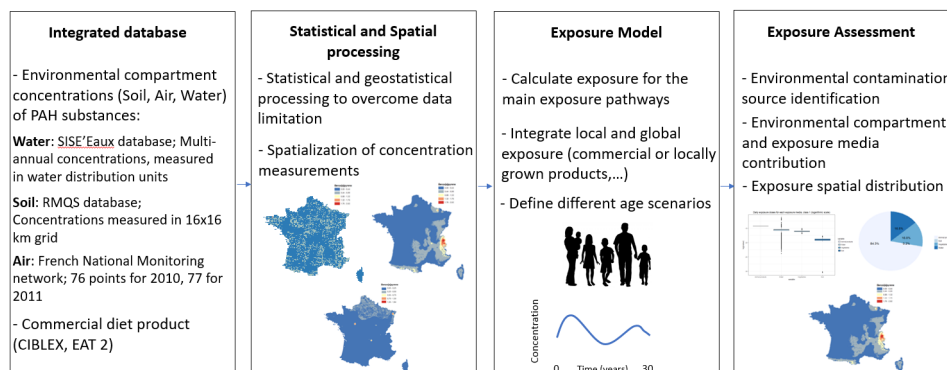 Integrated database
- Environmental compartment
concentrations (Soil, Air, Water)
of PAH substances:
Water: SISE'Eaux database; Multi-
annual concentrations, measured
in water distribution units
Soil: RMQS database;
Concentrations measured in 16x16
km grid
Air: French National Monitoring
network; 76 points for 2010, 77 for
2011
- Commercial diet product
(CIBLEX, EAT 2)
Statistical and Spatial
processing
- Statistical and geostatistical
processing to overcome data
limitation
- Spatialization of concentration
measurements
Exposure Model
- Calculate exposure for the
main exposure pathways
- Integrate local and global
exposure (commercial or locally
grown products,...)
- Define different age scenarios
Concentration
0 Time (years) 30
Exposure Assessment
- Environmental contamination
source identification
- Environmental compartment
and exposure media
contribution
- Exposure spatial distribution